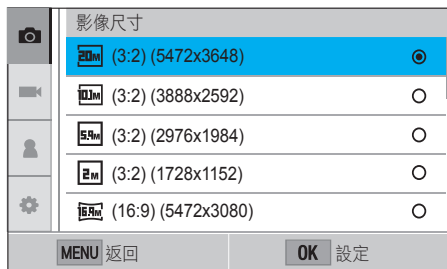 影像尺寸
20M (3:2) (5472x3648)
10.1M (3:2) (3888x2592)
5.9M (3:2) (2976x1984)
2M (3:2) (1728x1152)
16.9M (16:9) (5472x3080)
MENU 返回 OK 設定